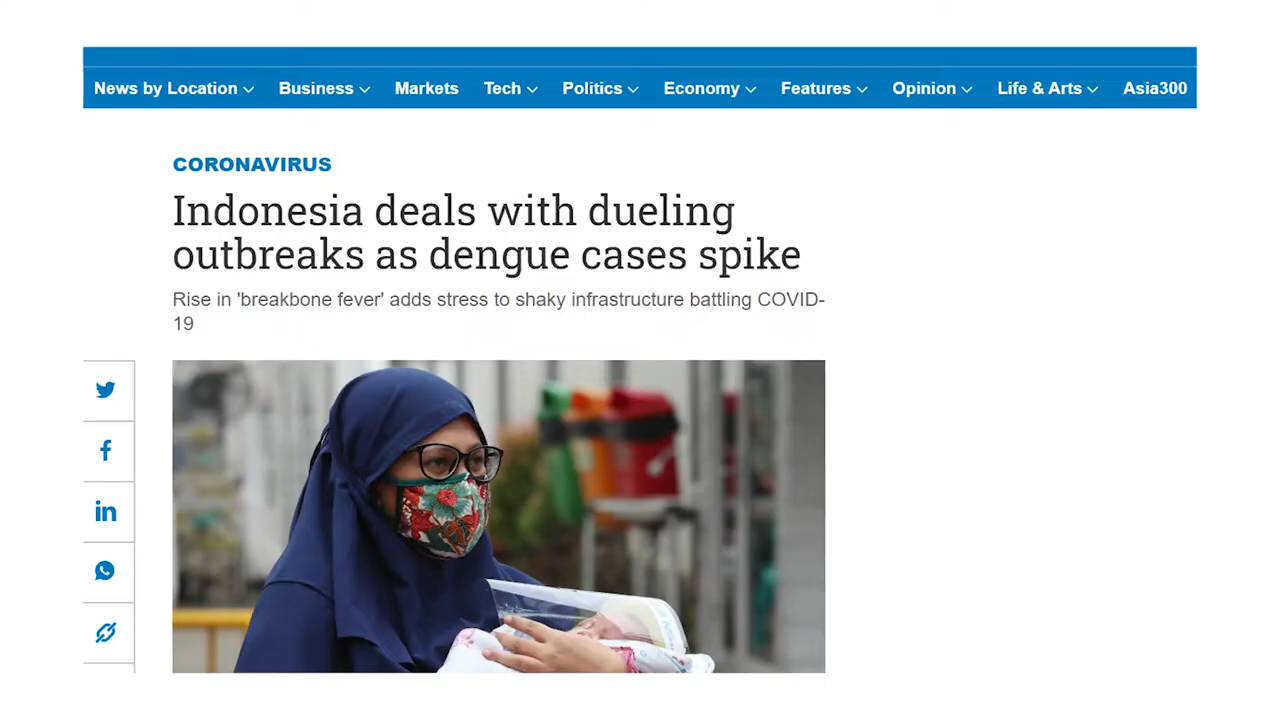 News by Location Business Markets Tech Politics Economy Features Opinion Life & Arts Asia300
CORONAVIRUS
Indonesia deals with dueling
outbreaks as dengue cases spike
Rise in 'breakbone fever' adds stress to shaky infrastructure battling COVID-
19